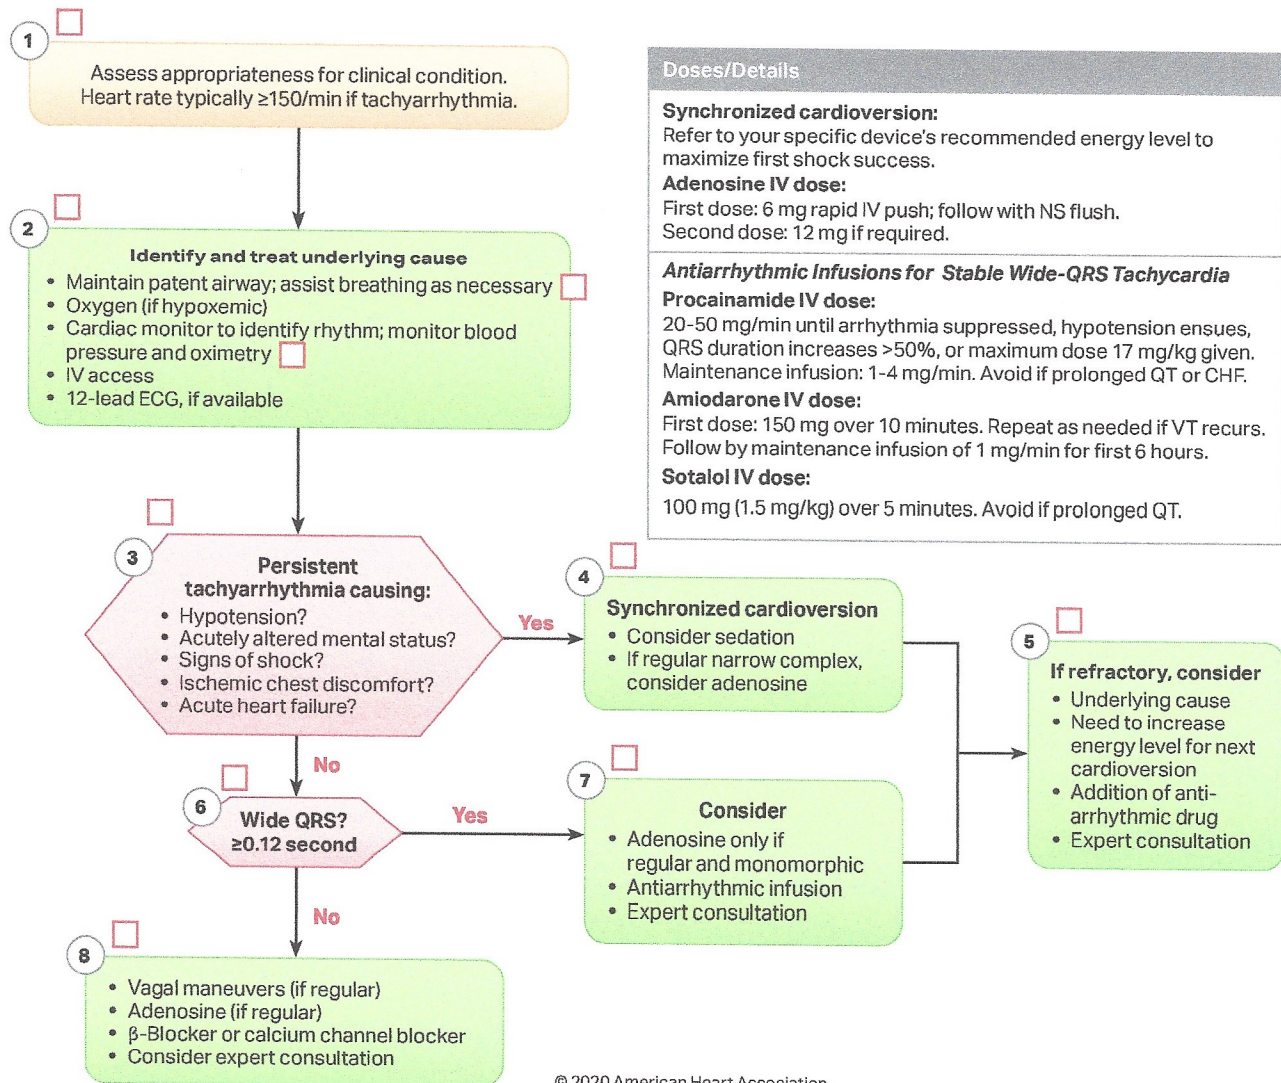 1
Assess appropriateness for clinical condition.
Heart rate typically ≥150/min if tachyarrhythmia.
2
Identify and treat underlying cause
• Maintain patent airway; assist breathing as necessary
• Oxygen (if hypoxemic)
• Cardiac monitor to identify rhythm; monitor blood
pressure and oximetry
• IV access
• 12-lead ECG, if available
Doses/Details
Synchronized cardioversion:
Refer to your specific device's recommended energy level to
maximize first shock success.
Adenosine IV dose:
First dose: 6 mg rapid IV push; follow with NS flush.
Second dose: 12 mg if required.
Antiarrhythmic Infusions for Stable Wide-QRS Tachycardia
Procainamide IV dose:
20-50 mg/min until arrhythmia suppressed, hypotension ensues,
QRS duration increases >50%, or maximum dose 17 mg/kg given.
Maintenance infusion: 1-4 mg/min. Avoid if prolonged QT or CHF.
Amiodarone IV dose:
First dose: 150 mg over 10 minutes. Repeat as needed if VT recurs.
Follow by maintenance infusion of 1 mg/min for first 6 hours.
Sotalol IV dose:
100 mg (1.5 mg/kg) over 5 minutes. Avoid if prolonged QT.
3
Persistent
tachyarrhythmia causing:
• Hypotension?
• Acutely altered mental status?
• Signs of shock?
• Ischemic chest discomfort?
• Acute heart failure?
Yes
4
Synchronized cardioversion
• Consider sedation
• If regular narrow complex,
consider adenosine
5
If refractory, consider
• Underlying cause
• Need to increase
energy level for next
cardioversion
• Addition of anti-
arrhythmic drug
• Expert consultation
No
6
Wide QRS?
≥0.12 second
Yes
7
Consider
• Adenosine only if
regular and monomorphic
• Antiarrhythmic infusion
• Expert consultation
No
8
• Vagal maneuvers (if regular)
• Adenosine (if regular)
• β-Blocker or calcium channel blocker
• Consider expert consultation
© 2020 American Heart Association